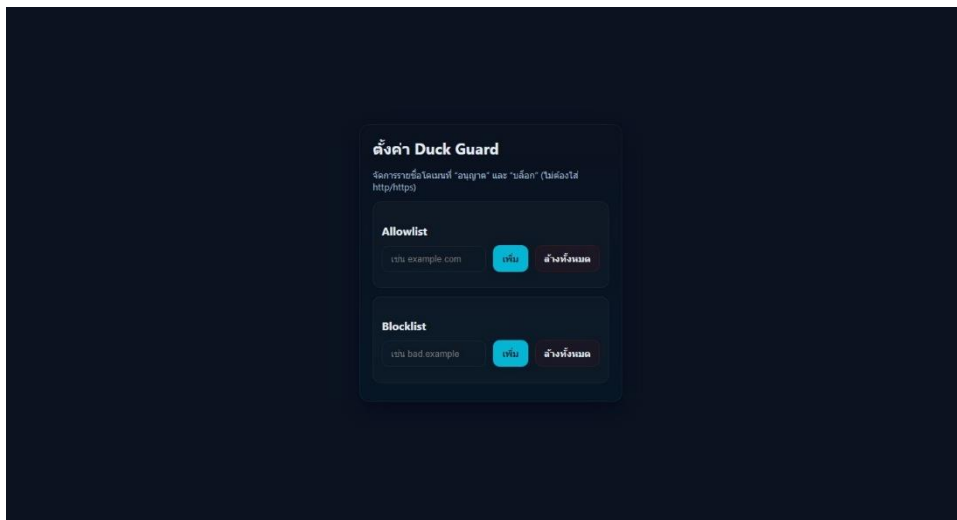 ตั้งค่า Duck Guard
จัดการรายชื่อโดเมนที่ "อนุญาต" และ "บล็อก" (ไม่ต้องใส่
http/https)
Allowlist
เช่น example.com
เพิ่ม
ล้างทั้งหมด
Blocklist
เช่น bad.example
เพิ่ม
ล้างทั้งหมด